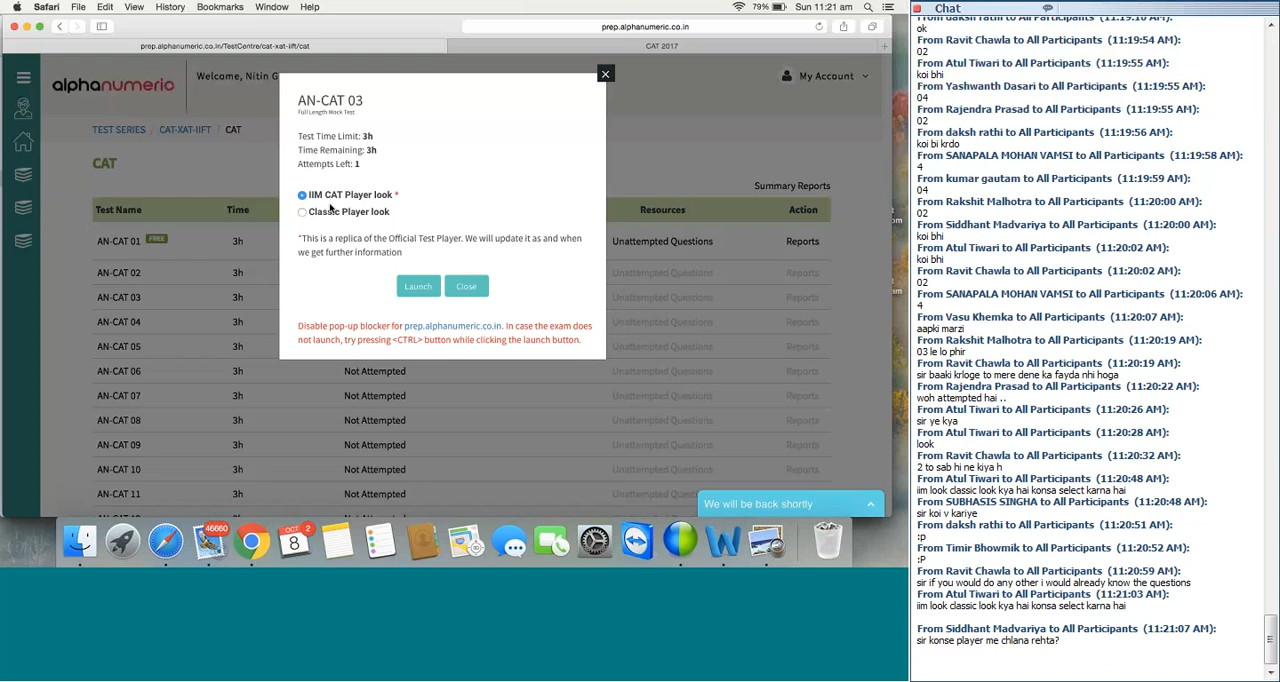 Safari File Edit View History Bookmarks Window Help
79% Sun 11:21 am
prep.alphanumeric.co.in
prep.alphanumeric.co.in/TestCentre/cat-xat-iift/cat
CAT 2017
alphanumeric
Welcome, Nitin G
My Account
TEST SERIES / CAT-XAT-IIFT / CAT
CAT
Summary Reports
Test Name Time Resources Action
AN-CAT 01 FREE 3h Unattempted Questions Reports
AN-CAT 02 3h Unattempted Questions Reports
AN-CAT 03 3h Unattempted Questions Reports
AN-CAT 04 3h Unattempted Questions Reports
AN-CAT 05 3h Unattempted Questions Reports
AN-CAT 06 3h Not Attempted Unattempted Questions Reports
AN-CAT 07 3h Not Attempted Unattempted Questions Reports
AN-CAT 08 3h Not Attempted Unattempted Questions Reports
AN-CAT 09 3h Not Attempted Unattempted Questions Reports
AN-CAT 10 3h Not Attempted Unattempted Questions Reports
AN-CAT 11 3h Not Attempted Unattempted Questions Reports
AN-CAT 03
Full Length Mock Test
Test Time Limit: 3h
Time Remaining: 3h
Attempts Left: 1
IIM CAT Player look *
Classic Player look
*This is a replica of the Official Test Player. We will update it as and when
we get further information
Launch Close
Disable pop-up blocker for prep.alphanumeric.co.in. In case the exam does
not launch, try pressing <CTRL> button while clicking the launch button.
We will be back shortly
46660
OCT 2
8
Chat
From daksh rathi to All Participants (11:19:10 AM):
ok
From Ravit Chawla to All Participants (11:19:54 AM):
02
From Atul Tiwari to All Participants (11:19:55 AM):
koi bhi
From Yashwanth Dasari to All Participants (11:19:55 AM):
04
From Rajendra Prasad to All Participants (11:19:55 AM):
02
From daksh rathi to All Participants (11:19:56 AM):
koi bi krdo
From SANAPALA MOHAN VAMSI to All Participants (11:19:58 AM):
4
From kumar gautam to All Participants (11:19:59 AM):
04
From Rakshit Malhotra to All Participants (11:20:00 AM):
02
From Siddhant Madvariya to All Participants (11:20:00 AM):
koi bhi
From Atul Tiwari to All Participants (11:20:02 AM):
koi bhi
From Ravit Chawla to All Participants (11:20:02 AM):
02
From SANAPALA MOHAN VAMSI to All Participants (11:20:06 AM):
4
From Vasu Khemka to All Participants (11:20:07 AM):
aapki marzi
From Rakshit Malhotra to All Participants (11:20:19 AM):
03 le lo phir
From Ravit Chawla to All Participants (11:20:19 AM):
sir baaki krloge to mere dene ka fayda nhi hoga
From Rajendra Prasad to All Participants (11:20:22 AM):
woh attempted hai ..
From Atul Tiwari to All Participants (11:20:26 AM):
sir ye kya
From Atul Tiwari to All Participants (11:20:28 AM):
look
From Ravit Chawla to All Participants (11:20:32 AM):
2 to sab hi ne kiya h
From Atul Tiwari to All Participants (11:20:48 AM):
iim look classic look kya hai konsa select karna hai
From SUBHASIS SINGHA to All Participants (11:20:48 AM):
sir koi v kariye
From daksh rathi to All Participants (11:20:51 AM):
:p
From Timir Bhowmik to All Participants (11:20:52 AM):
:P
From Ravit Chawla to All Participants (11:20:59 AM):
sir if you would do any other i would already know the questions
From Atul Tiwari to All Participants (11:21:03 AM):
iim look classic look kya hai konsa select karna hai
From Siddhant Madvariya to All Participants (11:21:07 AM):
sir konse player me chlana rehta?